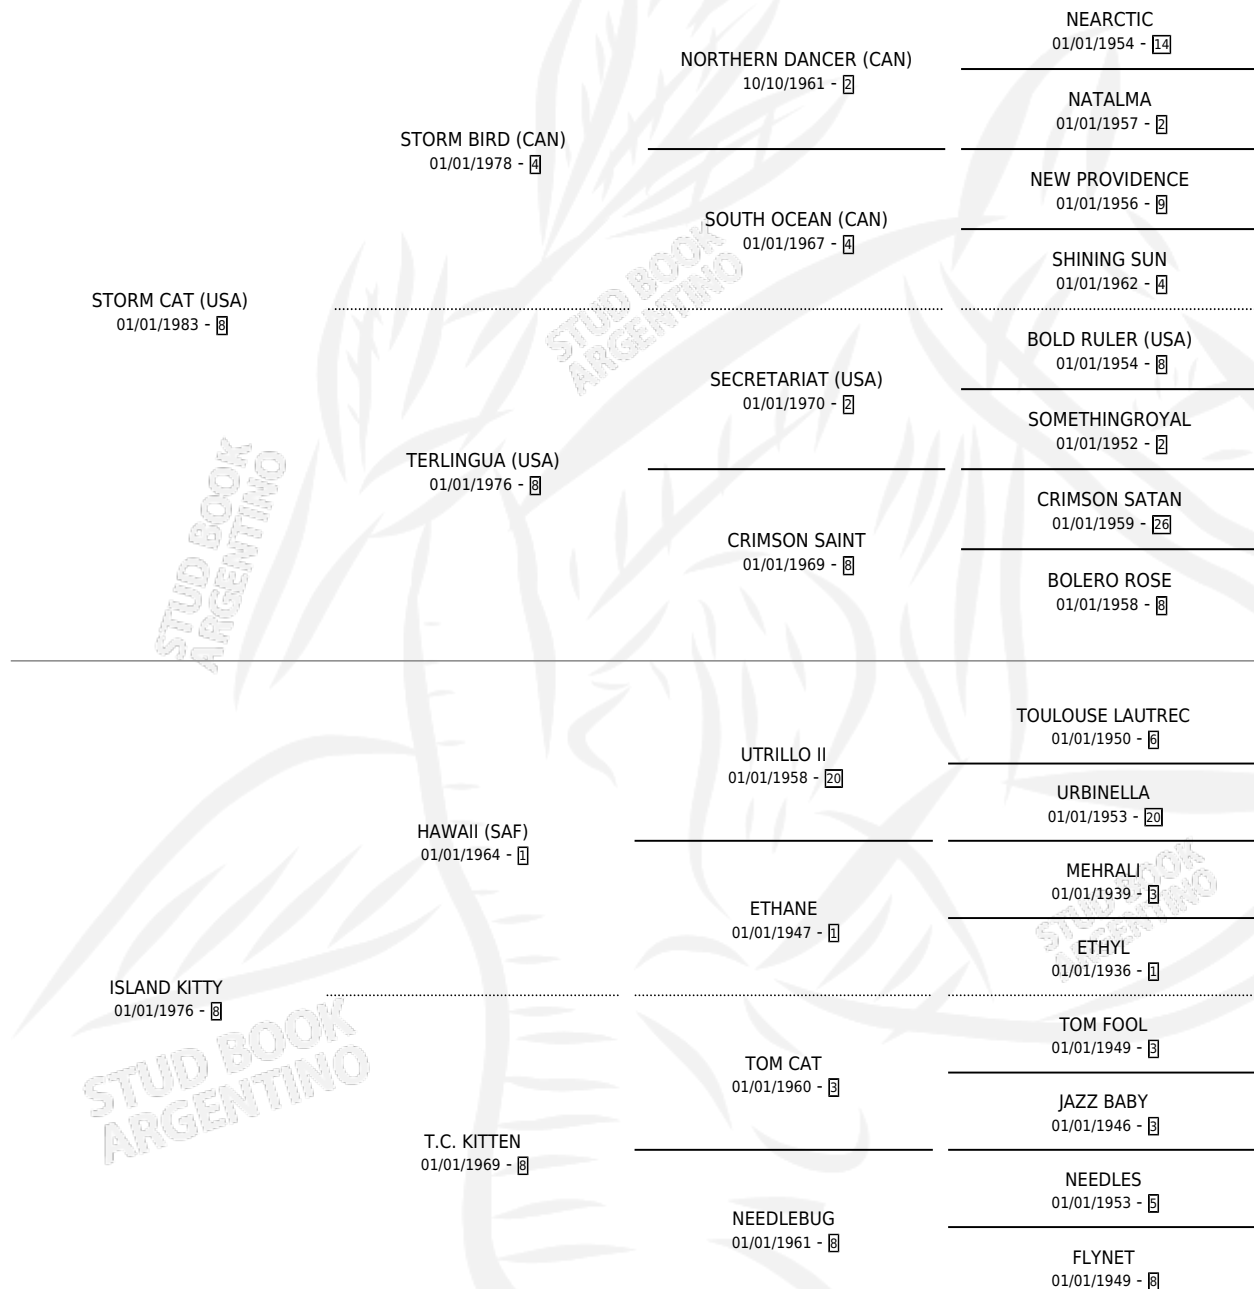 NEARCTIC
01/01/1954 - 14
NORTHERN DANCER (CAN)
10/10/1961 - 2
NATALMA
01/01/1957 - 2
STORM BIRD (CAN)
01/01/1978 - 4
NEW PROVIDENCE
01/01/1956 - 9
SOUTH OCEAN (CAN)
01/01/1967 - 4
SHINING SUN
01/01/1962 - 4
STORM CAT (USA)
01/01/1983 - 8
STUD BOOK
ARGENTINO
BOLD RULER (USA)
01/01/1954 - 8
SECRETARIAT (USA)
01/01/1970 - 2
SOMETHINGROYAL
01/01/1952 - 2
TERLINGUA (USA)
01/01/1976 - 8
CRIMSON SATAN
01/01/1959 - 26
CRIMSON SAINT
01/01/1969 - 8
BOLERO ROSE
01/01/1958 - 8
STUD BOOK
ARGENTINO
TOULOUSE LAUTREC
01/01/1950 - 6
UTRILLO II
01/01/1958 - 20
URBINELLA
01/01/1953 - 20
HAWAII (SAF)
01/01/1964 - 1
MEHRALI
01/01/1939 - 3
ETHANE
01/01/1947 - 1
STUD BOOK
ARGENTINO
ETHYL
01/01/1936 - 1
ISLAND KITTY
01/01/1976 - 8
TOM FOOL
01/01/1949 - 3
TOM CAT
01/01/1960 - 3
STUD BOOK
ARGENTINO
JAZZ BABY
01/01/1946 - 3
T.C. KITTEN
01/01/1969 - 8
NEEDLES
01/01/1953 - 5
NEEDLEBUG
01/01/1961 - 8
FLYNET
01/01/1949 - 8